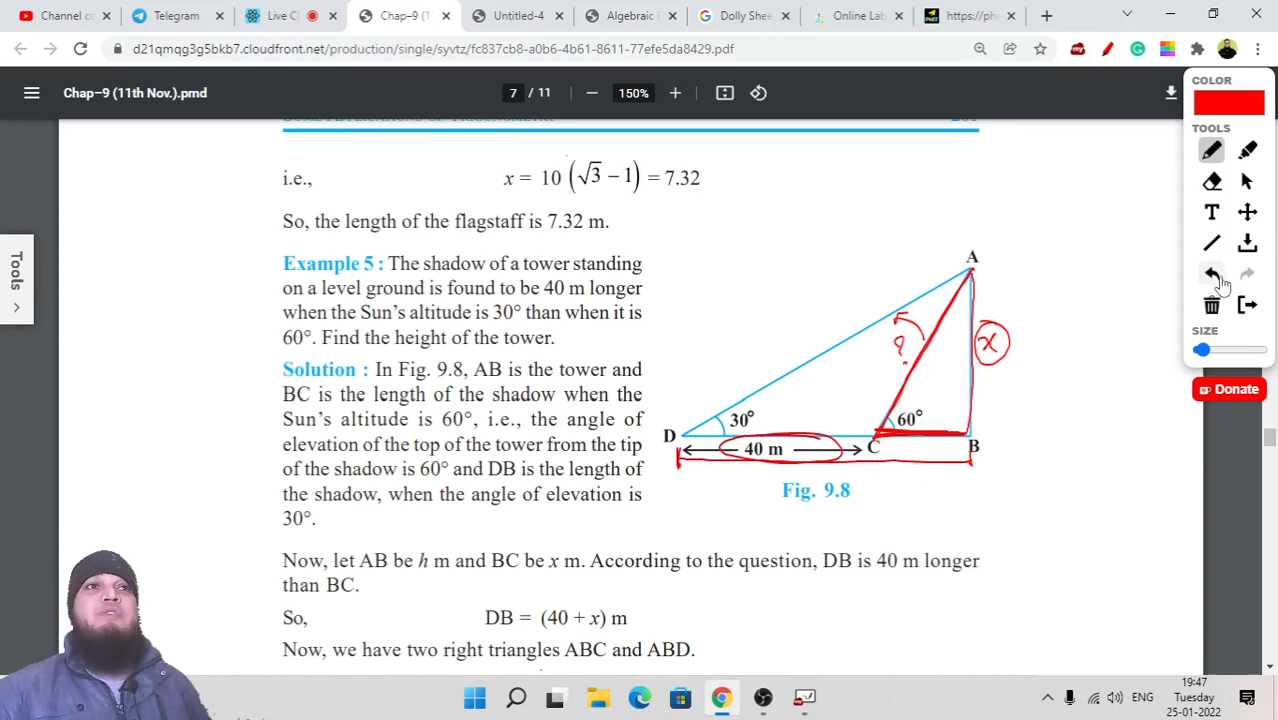 Channel co
Telegram
Live Cl
Chap–9 (1
Untitled-4
Algebraic
Dolly Shee
Online Lab
https://ph
d21qmqg3g5bkb7.cloudfront.net/production/single/syvtz/fc837cb8-a0b6-4b61-8611-77efe5da8429.pdf
Chap–9 (11th Nov.).pmd
7 / 11
150%
COLOR
TOOLS
T
SIZE
Donate
Tools
i.e., x = 10 (√3 − 1) = 7.32
So, the length of the flagstaff is 7.32 m.
Example 5 : The shadow of a tower standing
on a level ground is found to be 40 m longer
when the Sun's altitude is 30° than when it is
60°. Find the height of the tower.
Solution : In Fig. 9.8, AB is the tower and
BC is the length of the shadow when the
Sun's altitude is 60°, i.e., the angle of
elevation of the top of the tower from the tip
of the shadow is 60° and DB is the length of
the shadow, when the angle of elevation is
30°.
A
?
x
30°
60°
D
40 m
C
B
Fig. 9.8
Now, let AB be h m and BC be x m. According to the question, DB is 40 m longer
than BC.
So, DB = (40 + x) m
Now, we have two right triangles ABC and ABD.
ENG
19:47
Tuesday
25-01-2022